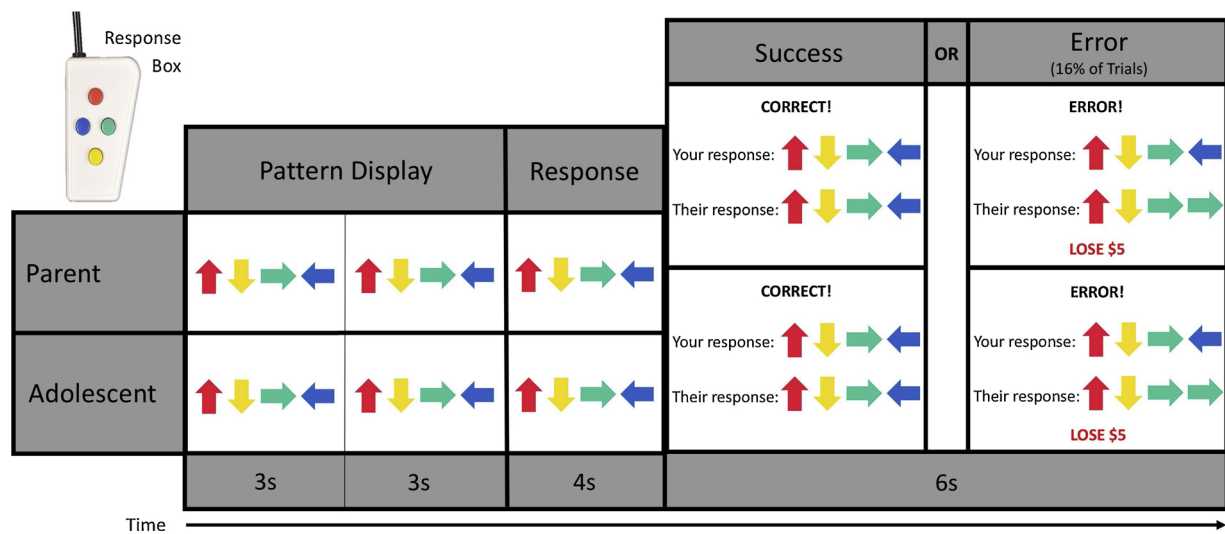 Response
Box
Success
OR
Error
(16% of Trials)
Pattern Display
Response
CORRECT!
Your response:
Their response:
ERROR!
Your response:
Their response:
LOSE $5
Parent
CORRECT!
Your response:
Their response:
ERROR!
Your response:
Their response:
LOSE $5
Adolescent
3s
3s
4s
6s
Time